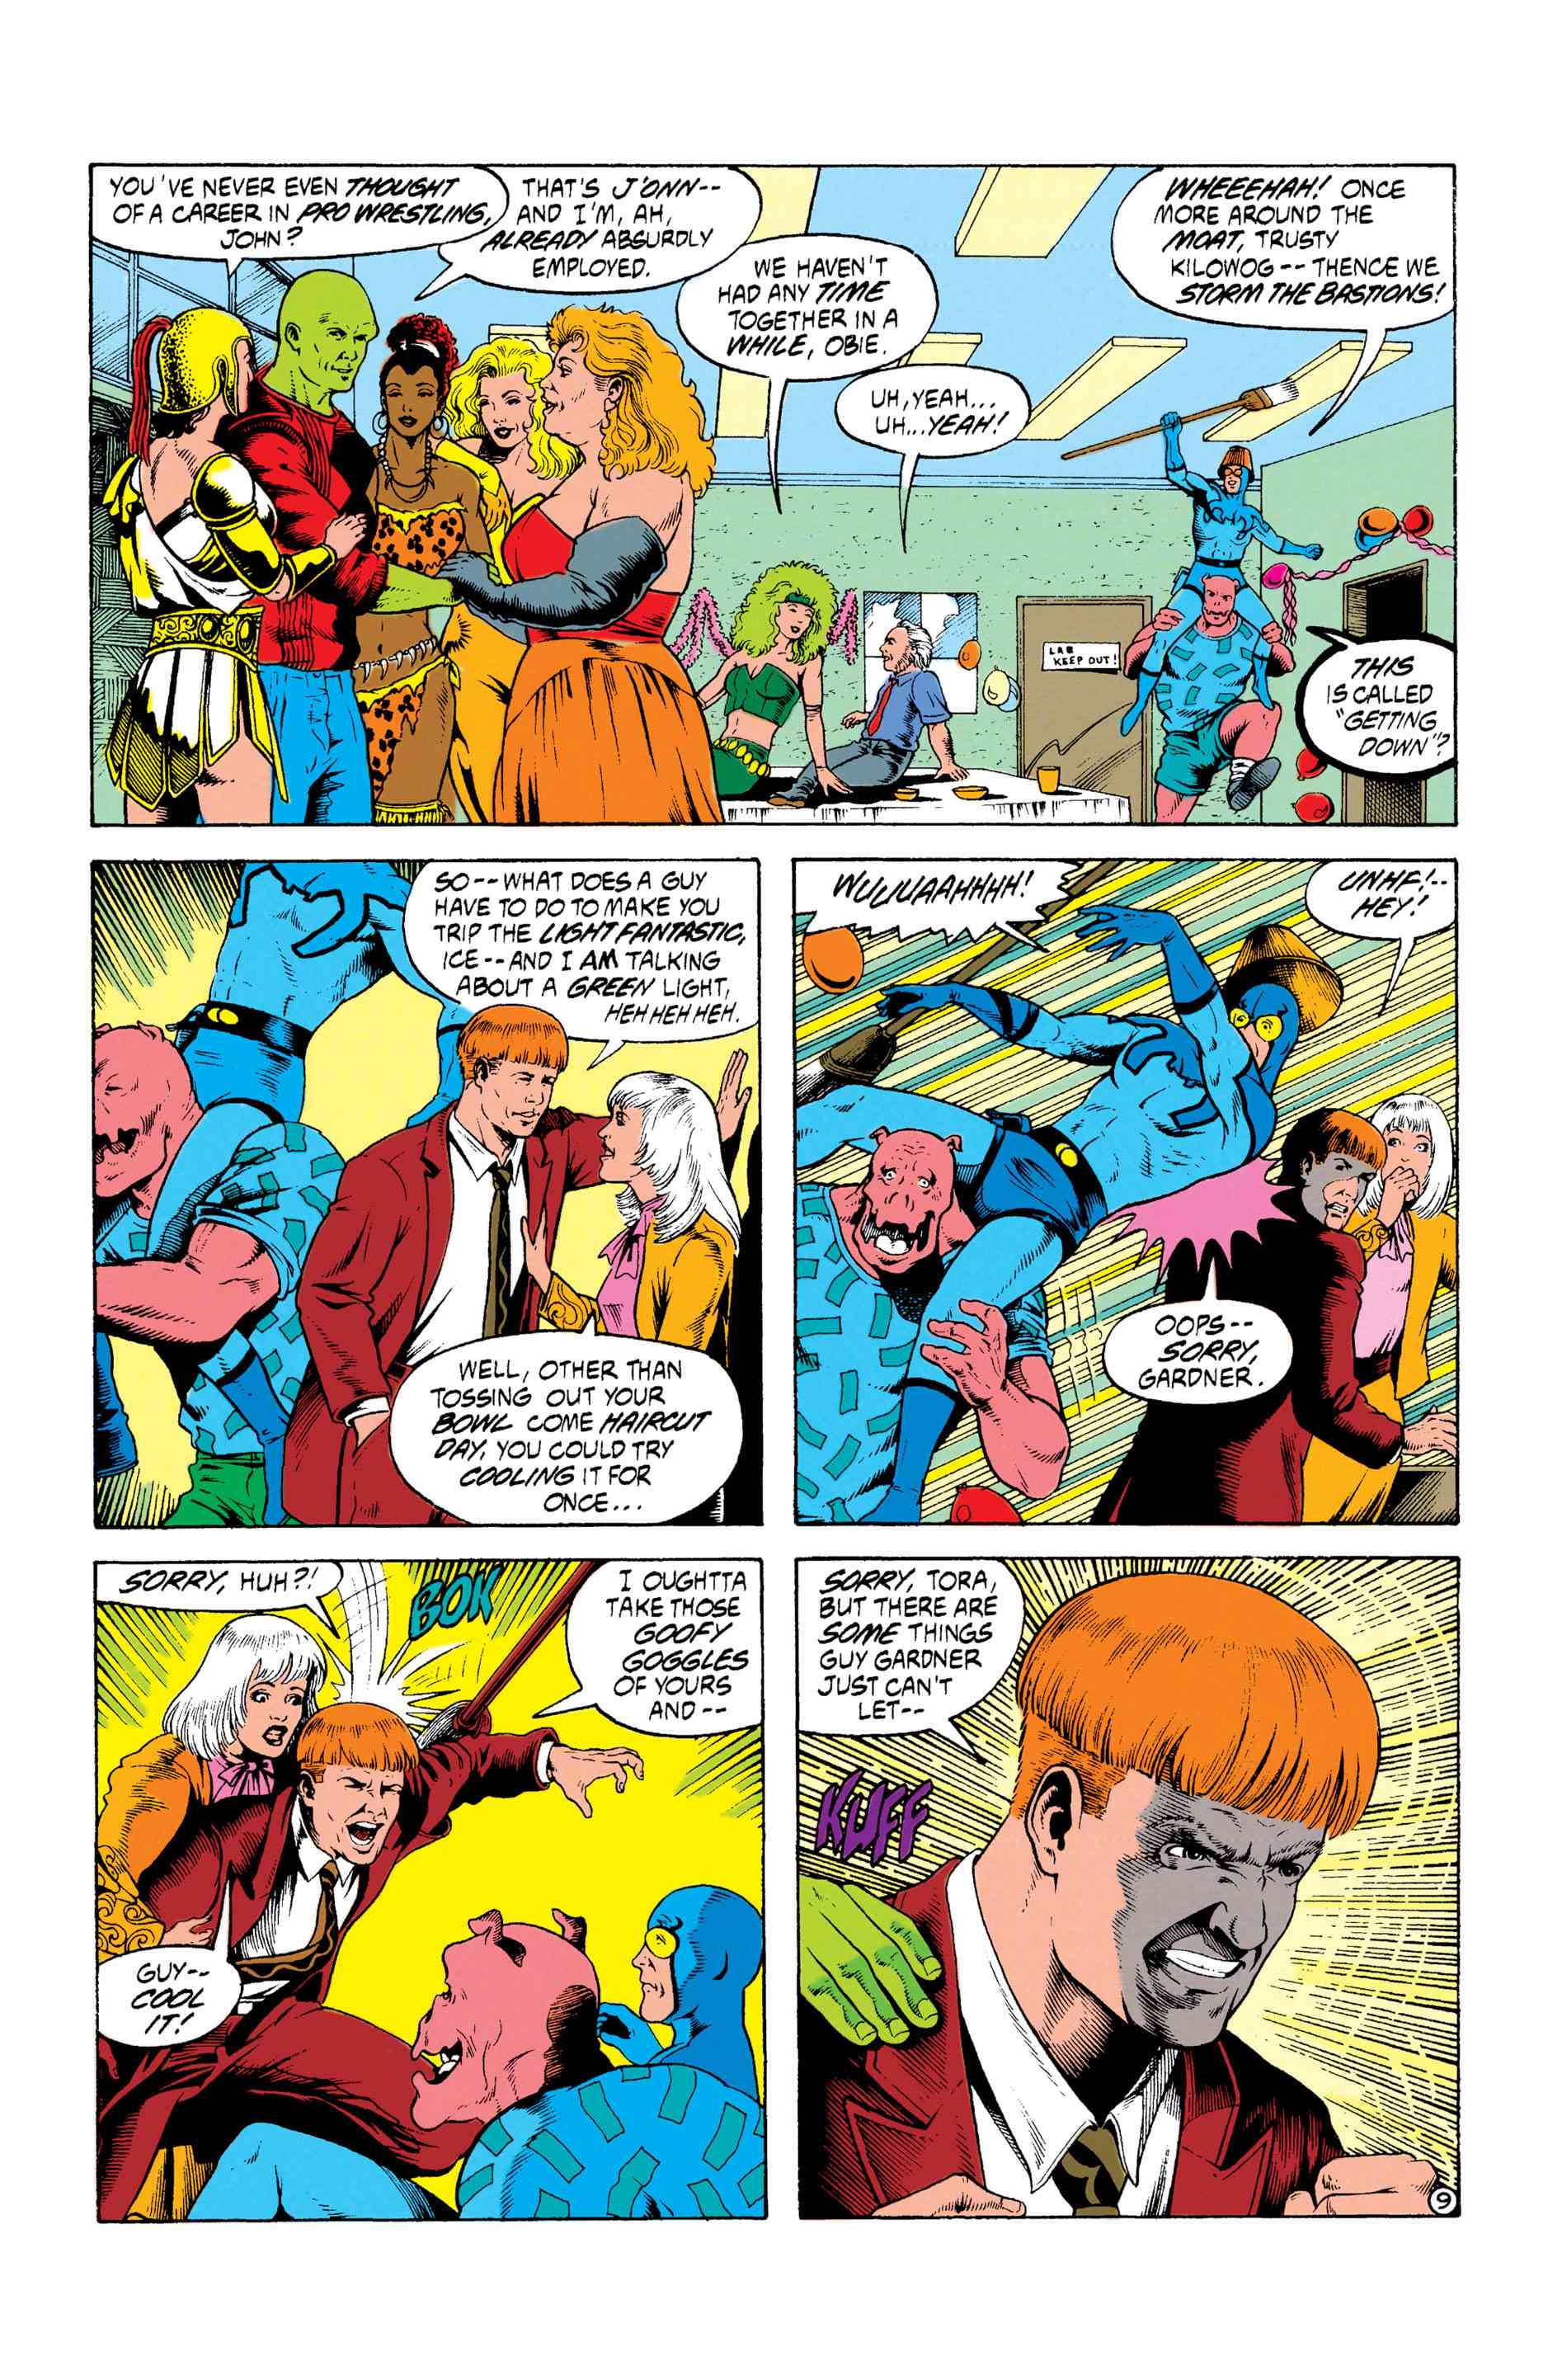 YOU'VE NEVER EVEN THOUGHT
OF A CAREER IN PRO WRESTLING,
JOHN?
THAT'S J'ONN--
AND I'M, AH,
ALREADY ABSURDLY
EMPLOYED.
WE HAVEN'T
HAD ANY TIME
TOGETHER IN A
WHILE, OBIE.
UH, YEAH...
UH...YEAH!
WHEEEHAH! ONCE
MORE AROUND THE
MOAT, TRUSTY
KILOWOG -- THENCE WE
STORM THE BASTIONS!
LAB
KEEP OUT!
THIS
IS CALLED
"GETTING
DOWN"?
SO -- WHAT DOES A GUY
HAVE TO DO TO MAKE YOU
TRIP THE LIGHT FANTASTIC,
ICE -- AND I AM TALKING
ABOUT A GREEN LIGHT,
HEH HEH HEH.
WELL, OTHER THAN
TOSSING OUT YOUR
BOWL COME HAIRCUT
DAY, YOU COULD TRY
COOLING IT FOR
ONCE...
WUUUAAHHHH!
UNHF!--
HEY!
OOPS--
SORRY,
GARDNER.
SORRY, HUH?!
BOK
I OUGHTTA
TAKE THOSE
GOOFY
GOGGLES
OF YOURS
AND --
GUY--
COOL
IT!
SORRY, TORA,
BUT THERE ARE
SOME THINGS
GUY GARDNER
JUST CAN'T
LET--
KUFF
9